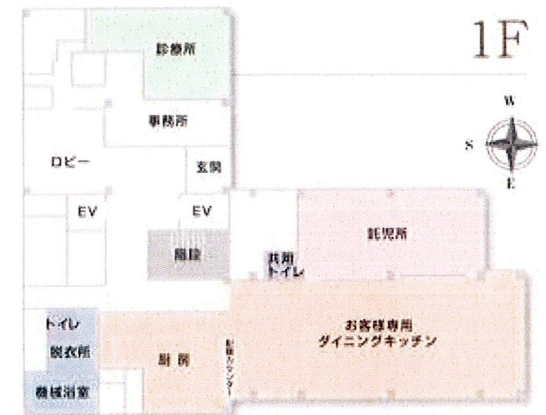 1F
診療所
W
事務所
S
ロビー
玄関
E
EV
EV
託児所
階段
共用
トイレ
お客様専用
ダイニングキッチン
トイレ
脱衣所
厨房
機械浴室